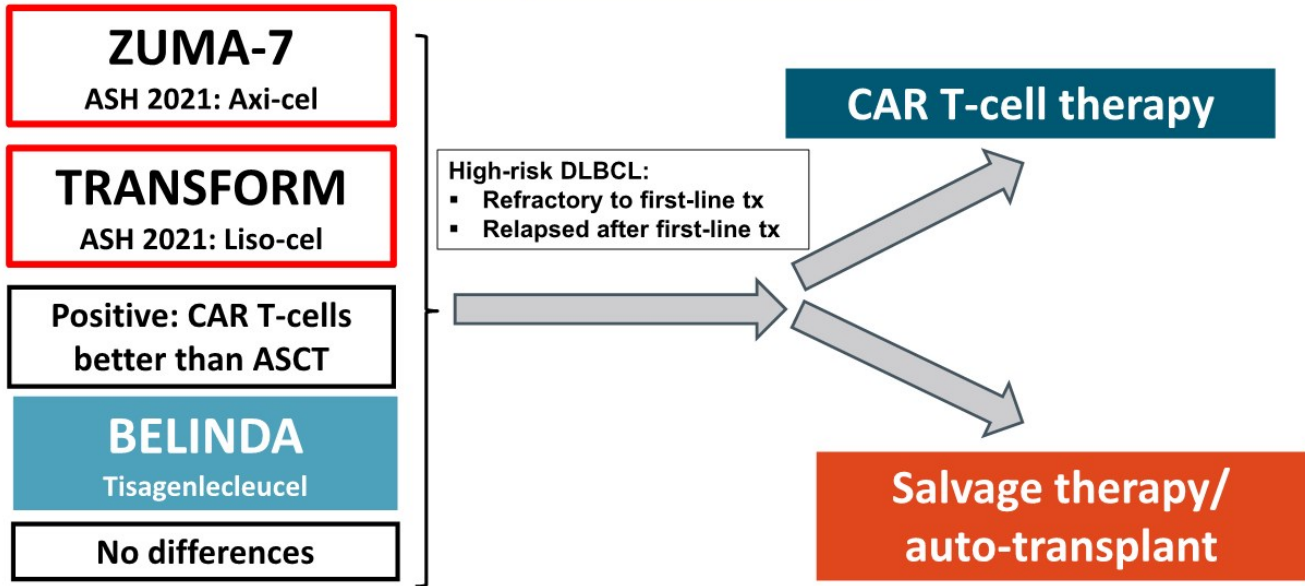 ZUMA-7
ASH 2021: Axi-cel
TRANSFORM
ASH 2021: Liso-cel
Positive: CAR T-cells
better than ASCT
BELINDA
Tisagenlecleucel
No differences
High-risk DLBCL:
▪ Refractory to first-line tx
▪ Relapsed after first-line tx
CAR T-cell therapy
Salvage therapy/
auto-transplant